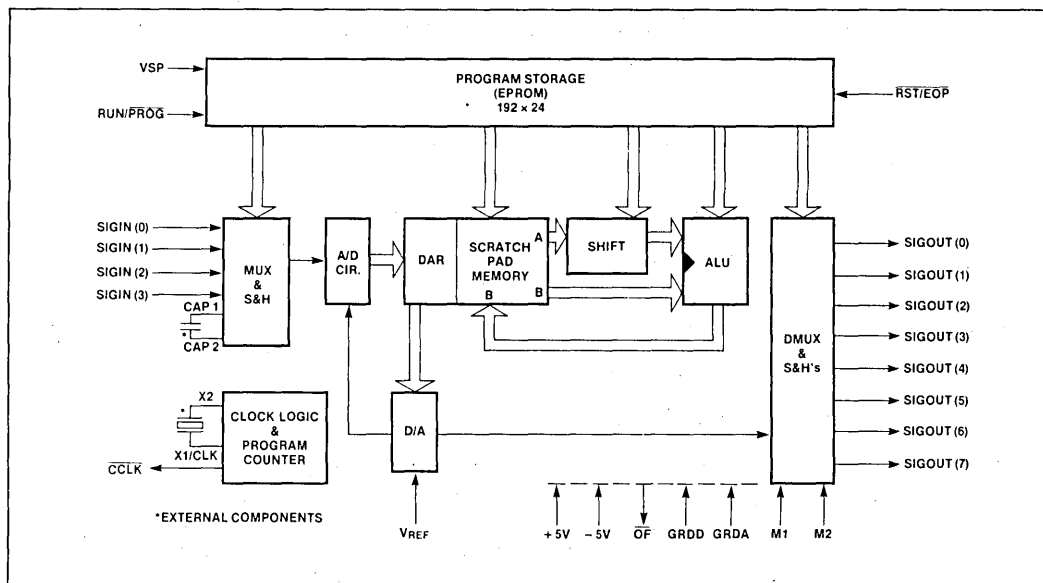 VSP
RUN/PROG
PROGRAM STORAGE
(EPROM)
192 × 24
RST/EOP
SIGIN (0)
SIGIN (1)
SIGIN (2)
SIGIN (3)
CAP 1
*
CAP 2
MUX
&
S&H
A/D
CIR.
DAR
SCRATCH
PAD
MEMORY
A
B
B
SHIFT
ALU
DMUX
&
S&H's
SIGOUT (0)
SIGOUT (1)
SIGOUT (2)
SIGOUT (3)
SIGOUT (4)
SIGOUT (5)
SIGOUT (6)
SIGOUT (7)
X2
*
X1/CLK
CCLK
CLOCK LOGIC
&
PROGRAM
COUNTER
D/A
*EXTERNAL COMPONENTS
VREF
+5V
−5V
OF
GRDD
GRDA
M1
M2